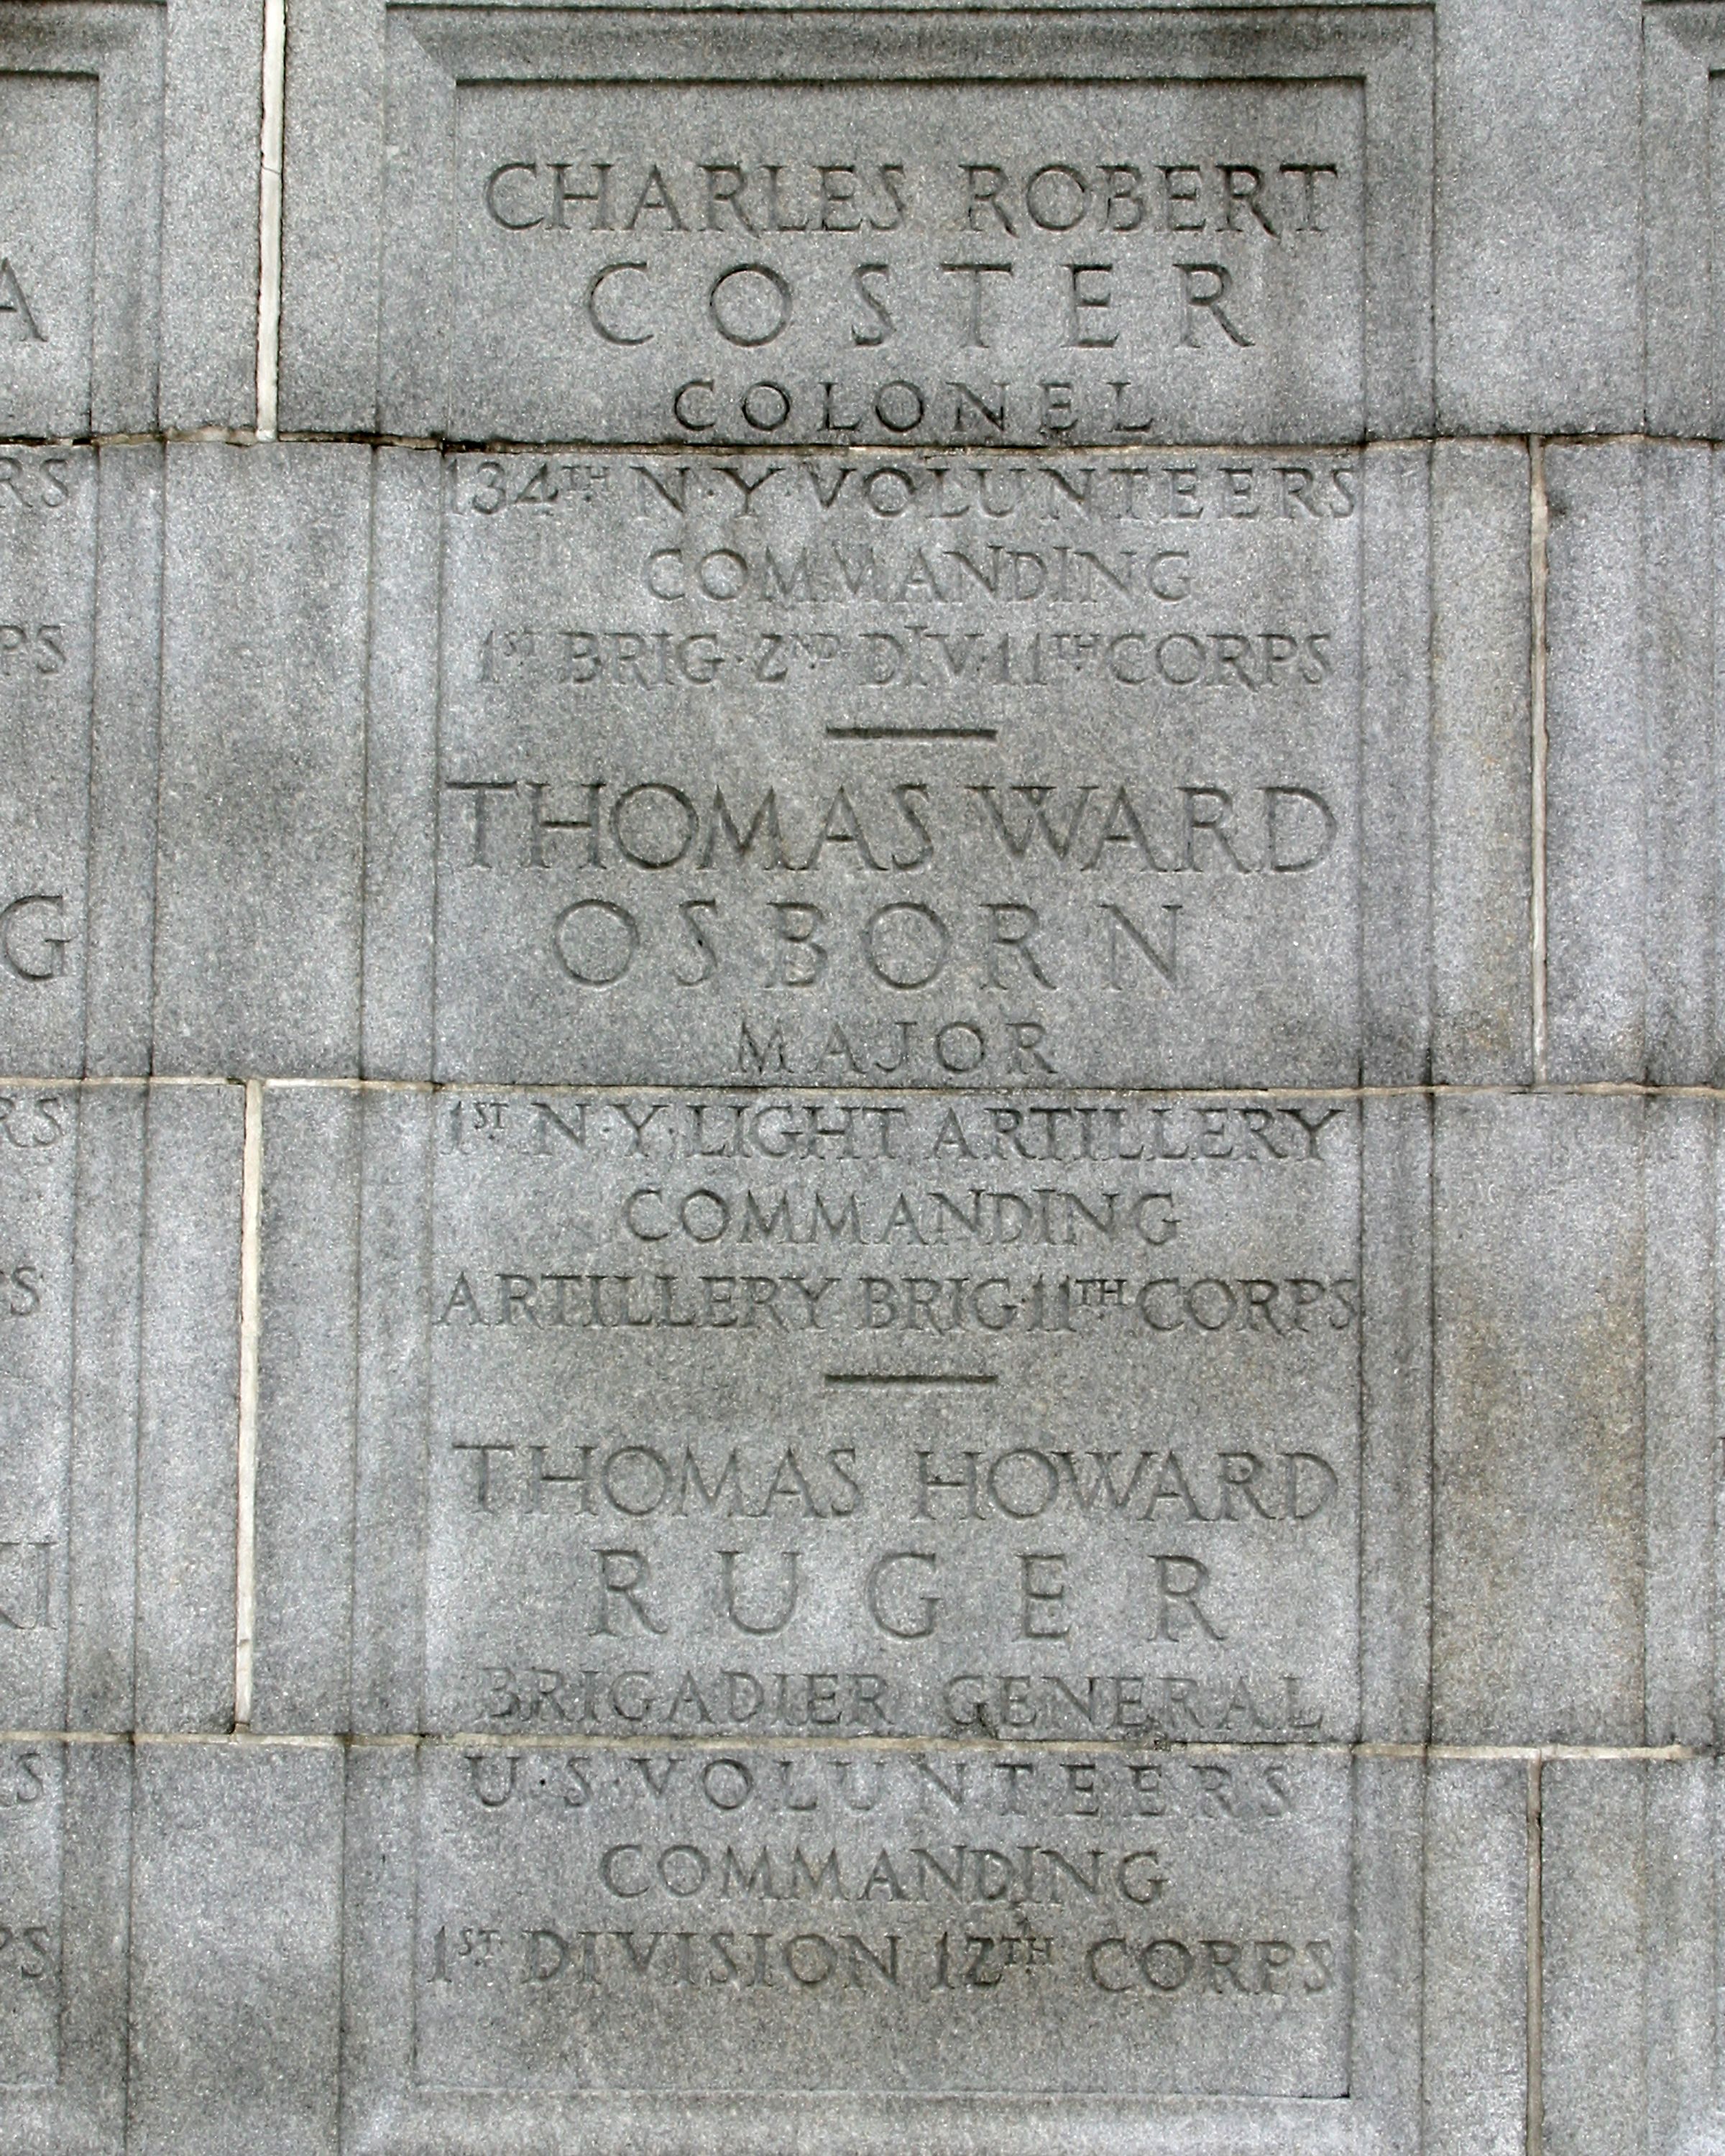 CHARLES ROBERT
COSTER
COLONEL
134TH N·Y·VOLUNTEERS
COMMANDING
1ST BRIG·2ND DIV·11TH CORPS
THOMAS WARD
OSBORN
MAJOR
1ST N·Y·LIGHT ARTILLERY
COMMANDING
ARTILLERY BRIG·11TH CORPS
THOMAS HOWARD
RUGER
BRIGADIER GENERAL
U·S·VOLUNTEERS
COMMANDING
1ST DIVISION 12TH CORPS